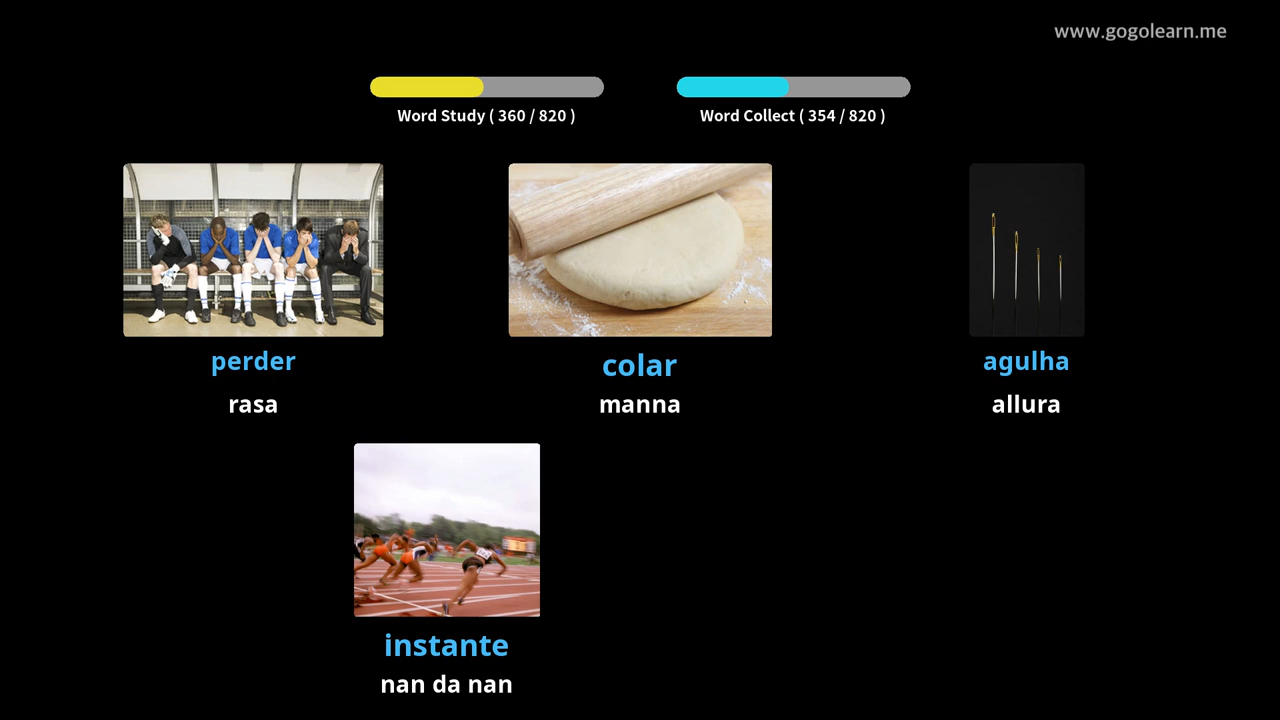 www.gogolearn.me
Word Study ( 360 / 820 )
Word Collect ( 354 / 820 )
perder
colar
agulha
rasa
manna
allura
instante
nan da nan